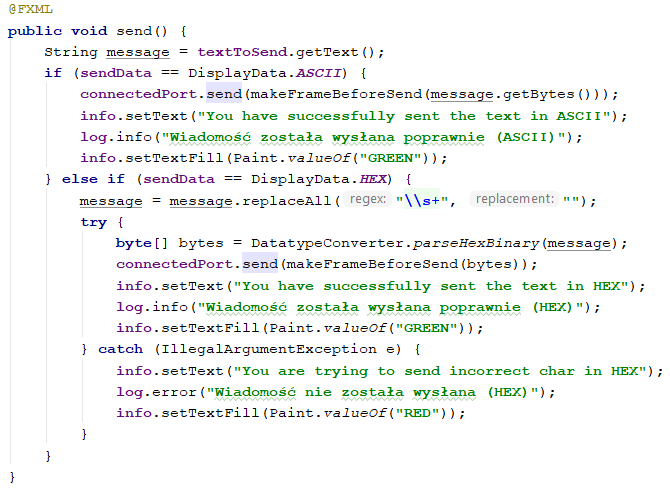 @FXML
public void send() {
    String message = textToSend.getText();
    if (sendData == DisplayData.ASCII) {
        connectedPort.send(makeFrameBeforeSend(message.getBytes()));
        info.setText("You have successfully sent the text in ASCII");
        log.info("Wiadomość została wysłana poprawnie (ASCII)");
        info.setTextFill(Paint.valueOf("GREEN"));
    } else if (sendData == DisplayData.HEX) {
        message = message.replaceAll( regex: "\\s+", replacement: "");
        try {
            byte[] bytes = DatatypeConverter.parseHexBinary(message);
            connectedPort.send(makeFrameBeforeSend(bytes));
            info.setText("You have successfully sent the text in HEX");
            log.info("Wiadomość została wysłana poprawnie (HEX)");
            info.setTextFill(Paint.valueOf("GREEN"));
        } catch (IllegalArgumentException e) {
            info.setText("You are trying to send incorrect char in HEX");
            log.error("Wiadomość nie została wysłana (HEX)");
            info.setTextFill(Paint.valueOf("RED"));
        }
    }
}